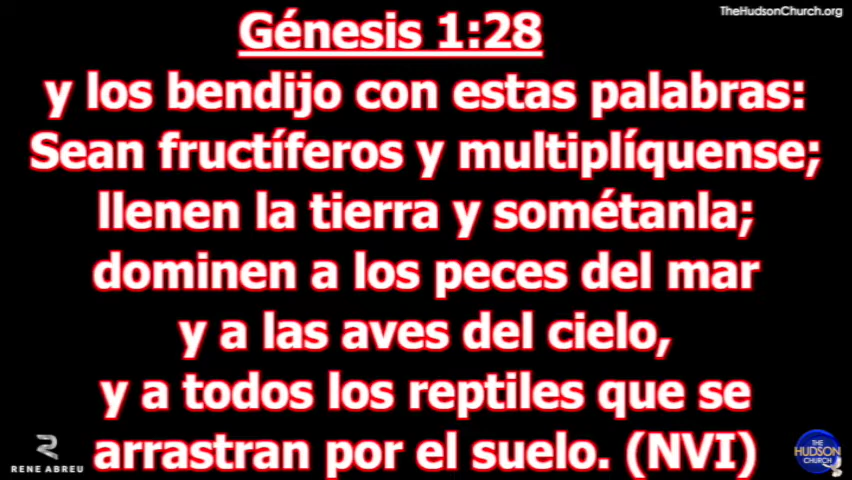 TheHudsonChurch.org
Génesis 1:28
y los bendijo con estas palabras:
Sean fructíferos y multiplíquense;
llenen la tierra y sométanla;
dominen a los peces del mar
y a las aves del cielo,
y a todos los reptiles que se
arrastran por el suelo. (NVI)
RENE ABREU
THE
HUDSON
CHURCH